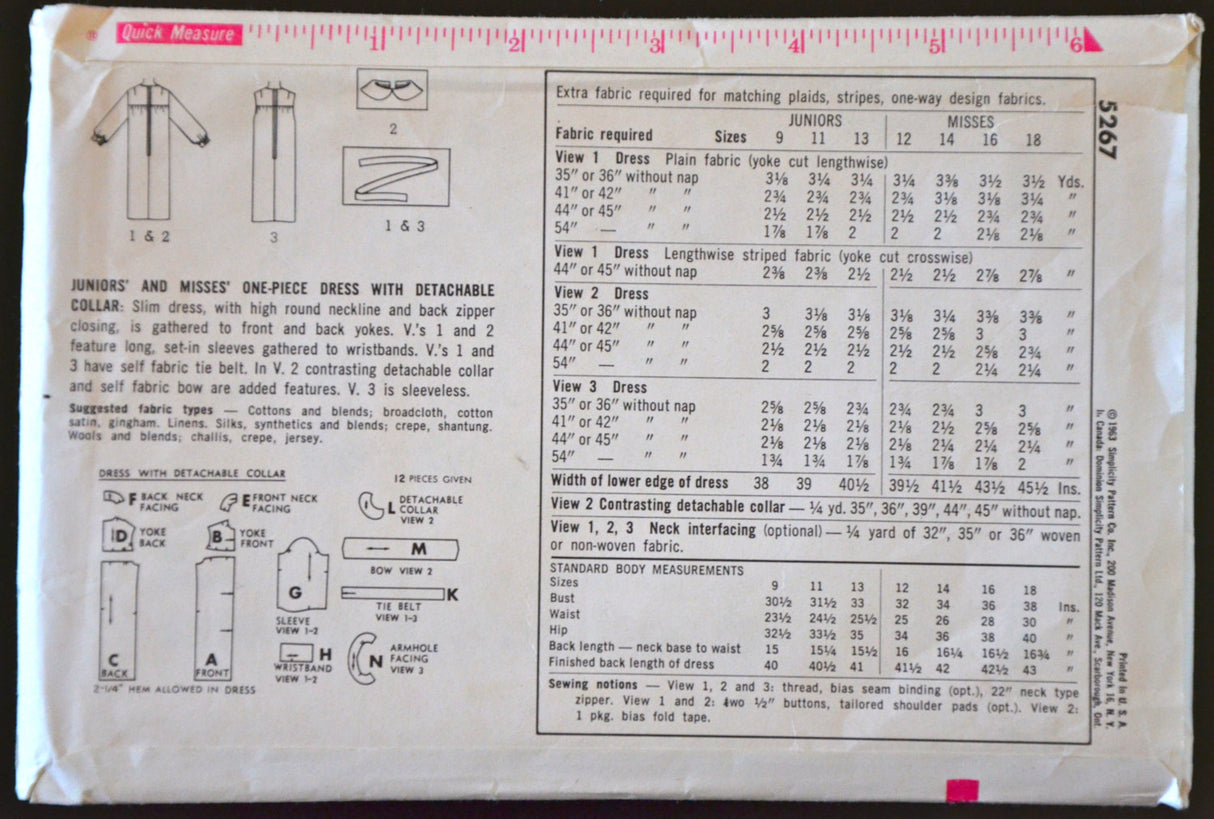 ® Quick Measure 1 2 3 4 5 6
1 & 2
3
2
1 & 3
JUNIORS' AND MISSES' ONE-PIECE DRESS WITH DETACHABLE
COLLAR: Slim dress, with high round neckline and back zipper
closing, is gathered to front and back yokes. V.'s 1 and 2
feature long, set-in sleeves gathered to wristbands. V.'s 1 and
3 have self fabric tie belt. In V. 2 contrasting detachable collar
and self fabric bow are added features. V. 3 is sleeveless.
Suggested fabric types — Cottons and blends; broadcloth, cotton
satin, gingham. Linens. Silks, synthetics and blends; crepe, shantung.
Wools and blends; challis, crepe, jersey.
DRESS WITH DETACHABLE COLLAR
12 PIECES GIVEN
F BACK NECK
FACING
E FRONT NECK
FACING
L DETACHABLE
COLLAR
VIEW 2
D YOKE
BACK
B YOKE
FRONT
M
BOW VIEW 2
G
SLEEVE
VIEW 1-2
K
TIE BELT
VIEW 1-3
H
WRISTBAND
VIEW 1-2
N ARMHOLE
FACING
VIEW 3
C
BACK
A
FRONT
2-1/4" HEM ALLOWED IN DRESS
Extra fabric required for matching plaids, stripes, one-way design fabrics.
JUNIORS MISSES
Fabric required Sizes 9 11 13 12 14 16 18
View 1 Dress Plain fabric (yoke cut lengthwise)
35" or 36" without nap 3⅛ 3¼ 3¼ 3¼ 3⅜ 3½ 3½ Yds.
41" or 42" " " 2¾ 2¾ 2¾ 2¾ 3⅛ 3⅛ 3¼ "
44" or 45" " " 2½ 2½ 2½ 2½ 2½ 2¾ 2¾ "
54" — " " 1⅞ 1⅞ 2 2 2 2⅛ 2⅛ "
View 1 Dress Lengthwise striped fabric (yoke cut crosswise)
44" or 45" without nap 2⅜ 2⅜ 2½ 2½ 2½ 2⅞ 2⅞ "
View 2 Dress
35" or 36" without nap 3 3⅛ 3⅛ 3⅛ 3¼ 3⅜ 3⅜ "
41" or 42" " " 2⅝ 2⅝ 2⅝ 2⅝ 2⅝ 3 3 "
44" or 45" " " 2½ 2½ 2½ 2½ 2½ 2⅝ 2¾ "
54" — " " 2 2 2 2 2 2¼ 2¼ "
View 3 Dress
35" or 36" without nap 2⅝ 2⅝ 2¾ 2¾ 2¾ 3 3 "
41" or 42" " " 2⅛ 2⅛ 2⅛ 2⅛ 2½ 2⅝ 2⅝ "
44" or 45" " " 2⅛ 2⅛ 2⅛ 2⅛ 2¼ 2¼ 2¼ "
54" — " " 1¾ 1¾ 1⅞ 1¾ 1⅞ 1⅞ 2 "
Width of lower edge of dress 38 39 40½ 39½ 41½ 43½ 45½ Ins.
View 2 Contrasting detachable collar — ¼ yd. 35", 36", 39", 44", 45" without nap.
View 1, 2, 3 Neck interfacing (optional) — ¼ yard of 32", 35" or 36" woven
or non-woven fabric.
STANDARD BODY MEASUREMENTS
Sizes 9 11 13 12 14 16 18
Bust 30½ 31½ 33 32 34 36 38 Ins.
Waist 23½ 24½ 25½ 25 26 28 30 "
Hip 32½ 33½ 35 34 36 38 40 "
Back length — neck base to waist 15 15¼ 15½ 16 16¼ 16½ 16¾ "
Finished back length of dress 40 40½ 41 41½ 42 42½ 43 "
Sewing notions — View 1, 2 and 3: thread, bias seam binding (opt.), 22" neck type
zipper. View 1 and 2: two ½" buttons, tailored shoulder pads (opt.). View 2:
1 pkg. bias fold tape.
5267
Printed in U. S. A.
© 1963 Simplicity Pattern Co. Inc., 200 Madison Avenue, New York 16, N. Y.
In Canada: Dominion Simplicity Pattern Ltd., 120 Mack Ave., Scarborough, Ont.